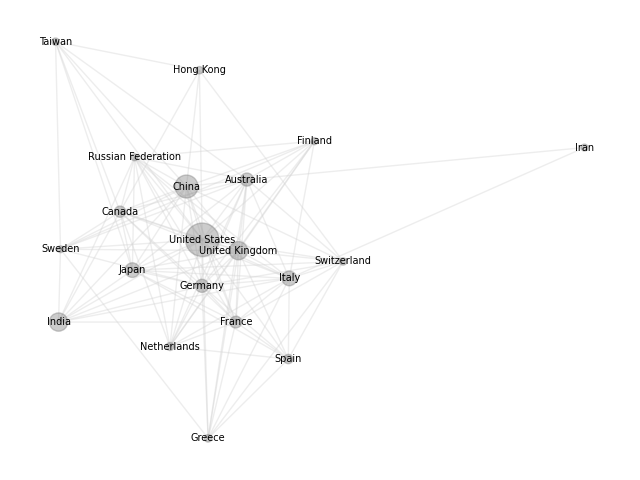 Taiwan
Hong Kong
Finland
Iran
Russian Federation
Australia
China
Canada
United States
Sweden
United Kingdom
Switzerland
Japan
Italy
Germany
India
France
Netherlands
Spain
Greece